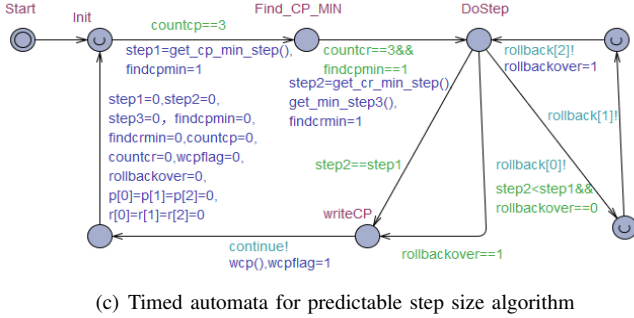 Start
Init
countcp==3
Find_CP_MIN
DoStep
step1=get_cp_min_step(),
findcpmin=1
countcr==3&&
findcpmin==1
step2=get_cr_min_step(),
get_min_step3(),
findcrmin=1
rollback[2]!
rollbackover=1
rollback[1]!
step1=0,step2=0,
step3=0, findcpmin=0,
findcrmin=0,countcp=0,
countcr=0,wcpflag=0,
rollbackover=0,
p[0]=p[1]=p[2]=0,
r[0]=r[1]=r[2]=0
step2==step1
rollback[0]!
step2<step1&&
rollbackover==0
writeCP
continue!
wcp(),wcpflag=1
rollbackover==1
(c) Timed automata for predictable step size algorithm